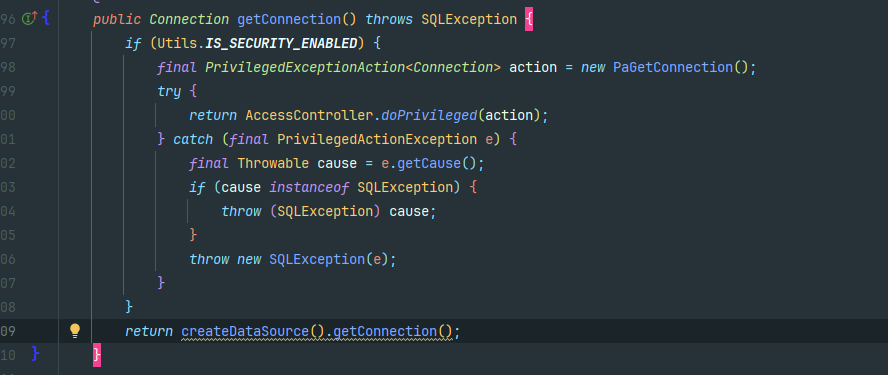 96 { public Connection getConnection() throws SQLException {
97 if (Utils.IS_SECURITY_ENABLED) {
98 final PrivilegedExceptionAction<Connection> action = new PaGetConnection();
99 try {
00 return AccessController.doPrivileged(action);
01 } catch (final PrivilegedActionException e) {
02 final Throwable cause = e.getCause();
03 if (cause instanceof SQLException) {
04 throw (SQLException) cause;
05 }
06 throw new SQLException(e);
07 }
08 }
09 return createDataSource().getConnection();
10 } }